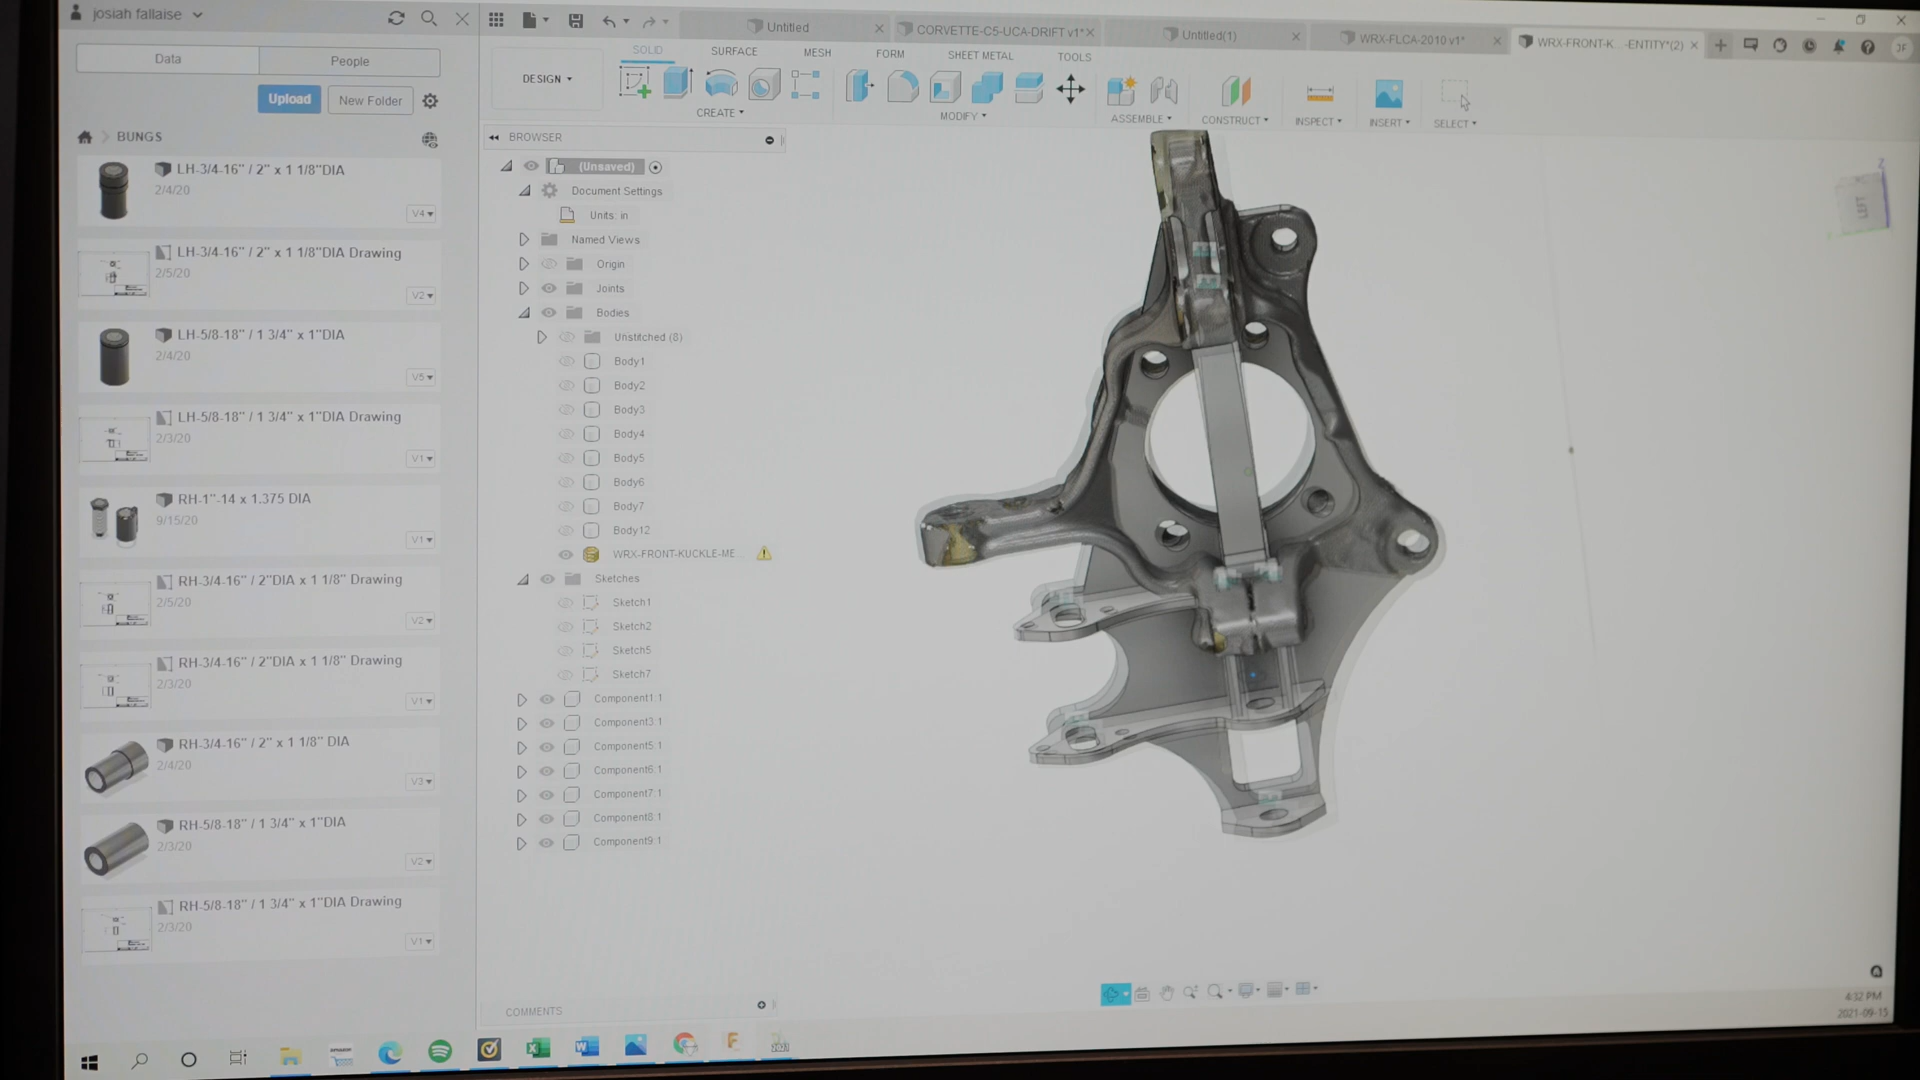 josiah fallaise
Untitled
CORVETTE-C5-UCA-DRIFT v1*
Untitled(1)
WRX-FLCA-2010 v1*
WRX-FRONT-K... -ENTITY*(2)
JF
Data
People
SOLID
SURFACE
MESH
FORM
SHEET METAL
TOOLS
DESIGN
CREATE
MODIFY
ASSEMBLE
CONSTRUCT
INSPECT
INSERT
SELECT
Upload
New Folder
BUNGS
BROWSER
LH-3/4-16" / 2" x 1 1/8"DIA
2/4/20
V4
LH-3/4-16" / 2" x 1 1/8"DIA Drawing
2/5/20
V2
LH-5/8-18" / 1 3/4" x 1"DIA
2/4/20
V5
LH-5/8-18" / 1 3/4" x 1"DIA Drawing
2/3/20
V1
RH-1"-14 x 1.375 DIA
9/15/20
V1
RH-3/4-16" / 2"DIA x 1 1/8" Drawing
2/5/20
V2
RH-3/4-16" / 2"DIA x 1 1/8" Drawing
2/3/20
V1
RH-3/4-16" / 2" x 1 1/8" DIA
2/4/20
V3
RH-5/8-18" / 1 3/4" x 1"DIA
2/3/20
V2
RH-5/8-18" / 1 3/4" x 1"DIA Drawing
2/3/20
V1
(Unsaved)
Document Settings
Units: in
Named Views
Origin
Joints
Bodies
Unstitched (8)
Body1
Body2
Body3
Body4
Body5
Body6
Body7
Body12
WRX-FRONT-KUCKLE-ME...
Sketches
Sketch1
Sketch2
Sketch5
Sketch7
Component1:1
Component3:1
Component5:1
Component6:1
Component7:1
Component8:1
Component9:1
COMMENTS
Z
LEFT
4:32 PM
2021-09-15